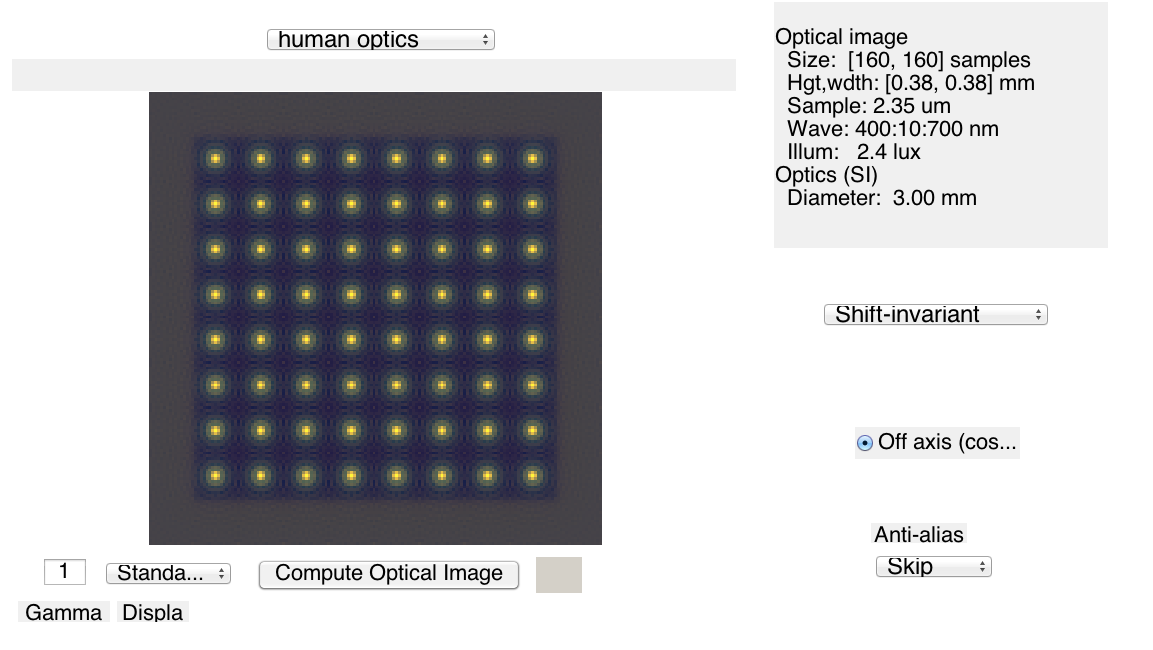 human optics
Optical image
Size: [160, 160] samples
Hgt,wdth: [0.38, 0.38] mm
Sample: 2.35 um
Wave: 400:10:700 nm
Illum: 2.4 lux
Optics (SI)
Diameter: 3.00 mm
Shift-invariant
Off axis (cos...
Anti-alias
Skip
1
Standa...
Compute Optical Image
Gamma
Displa